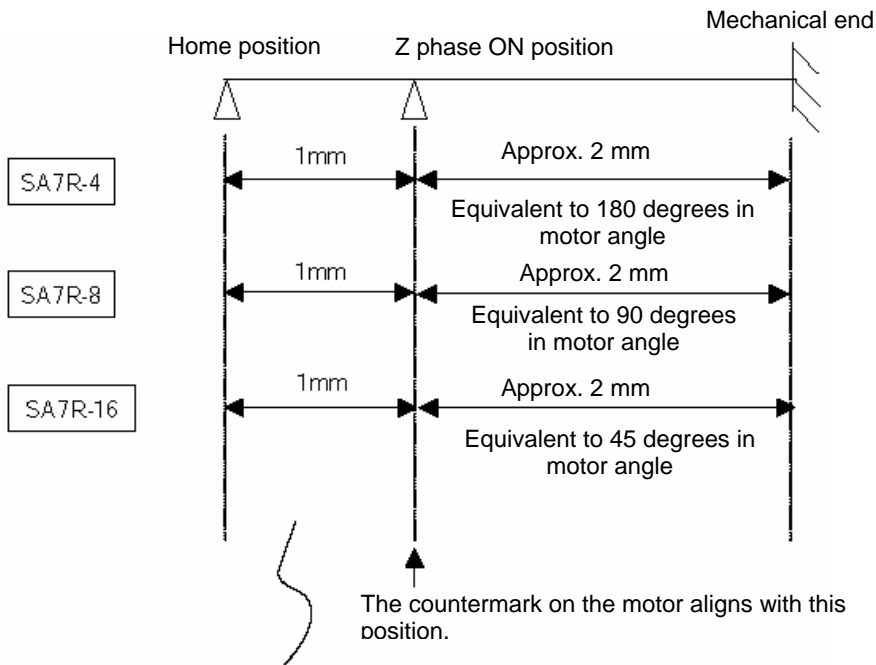 Mechanical end
Home position
Z phase ON position
SA7R-4
1mm
Approx. 2 mm
Equivalent to 180 degrees in
motor angle
SA7R-8
1mm
Approx. 2 mm
Equivalent to 90 degrees
in motor angle
SA7R-16
1mm
Approx. 2 mm
Equivalent to 45 degrees in
motor angle
The countermark on the motor aligns with this
position.